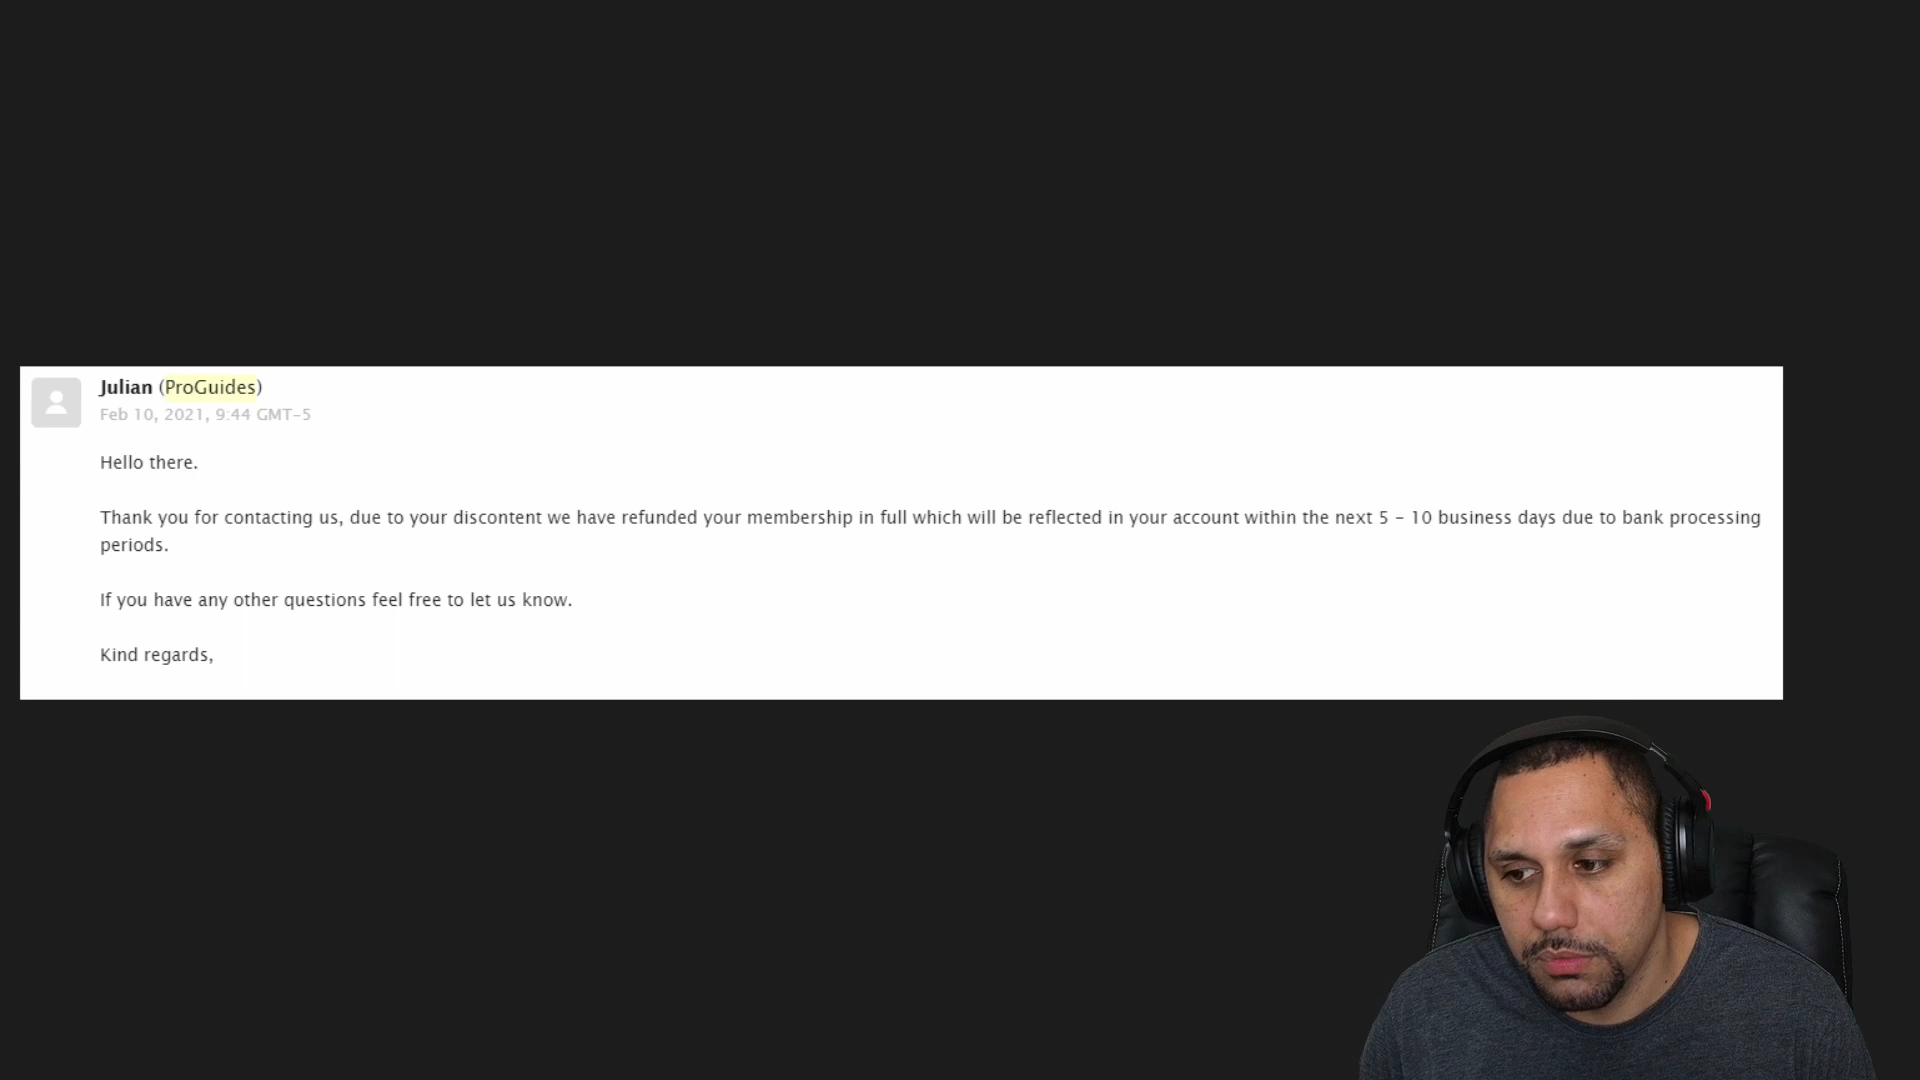 Julian (ProGuides)
Feb 10, 2021, 9:44 GMT-5
Hello there.
Thank you for contacting us, due to your discontent we have refunded your membership in full which will be reflected in your account within the next 5 – 10 business days due to bank processing
periods.
If you have any other questions feel free to let us know.
Kind regards,